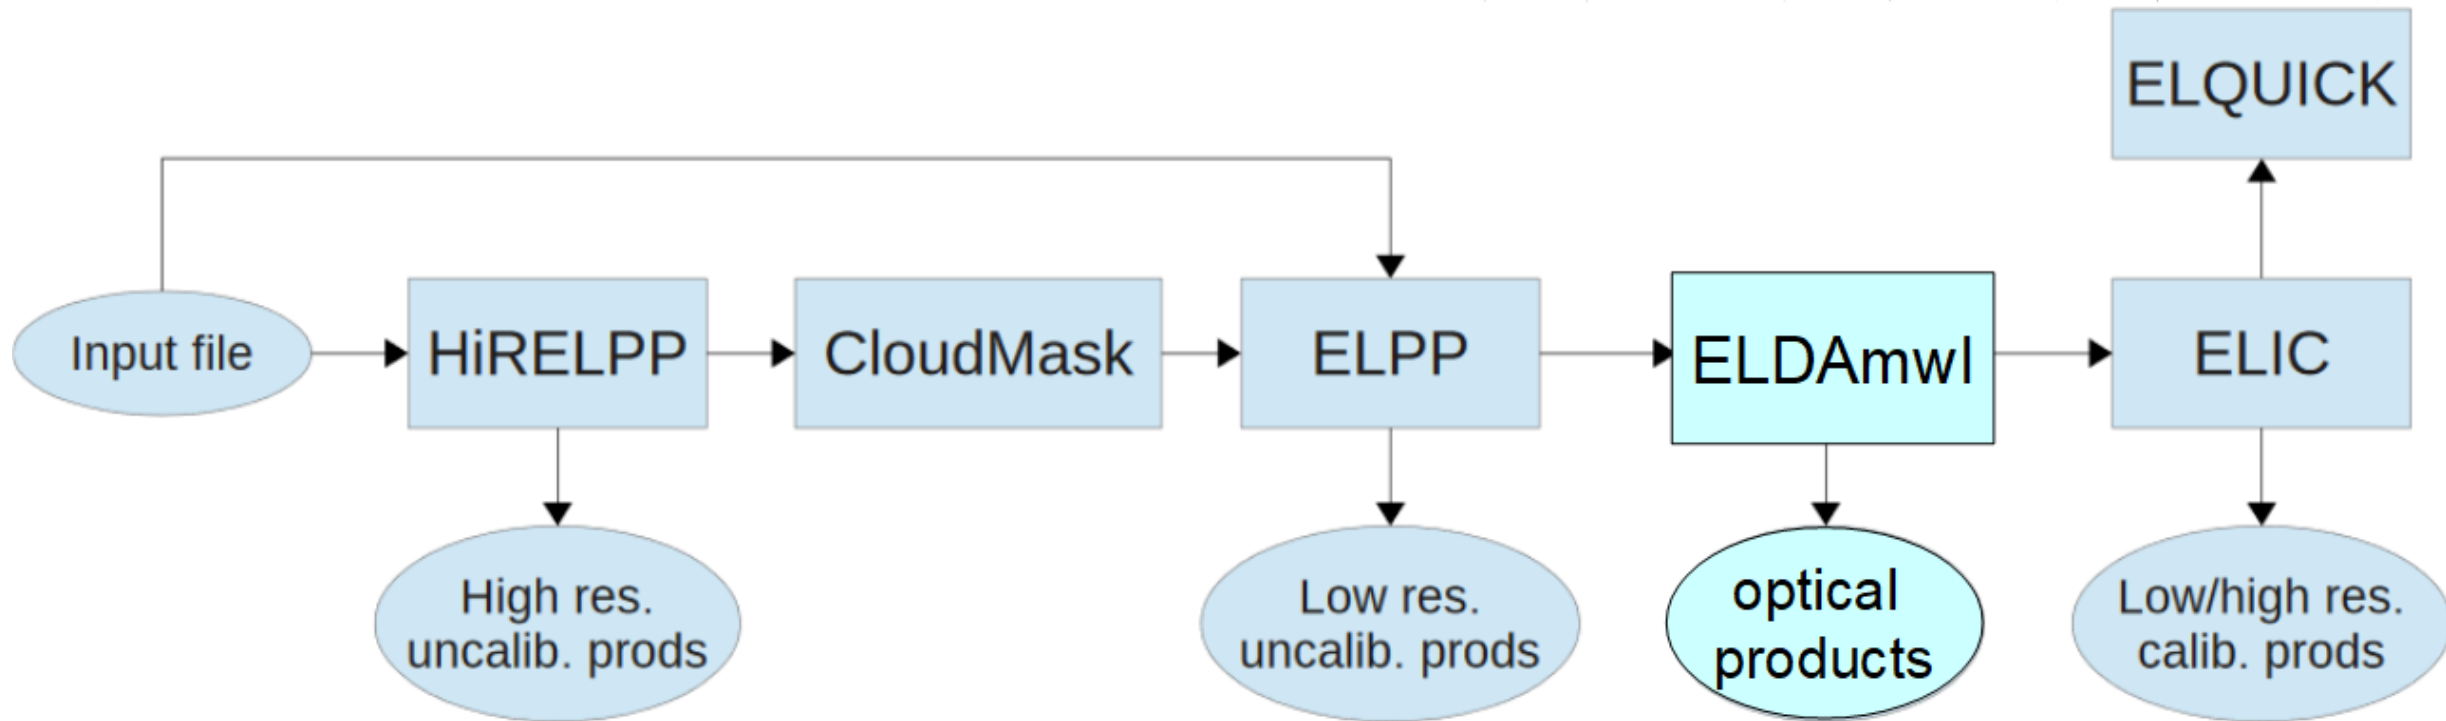 ELQUICK
Input file
HiRELPP
CloudMask
ELPP
ELDAmwl
ELIC
High res.
uncalib. prods
Low res.
uncalib. prods
optical
products
Low/high res.
calib. prods